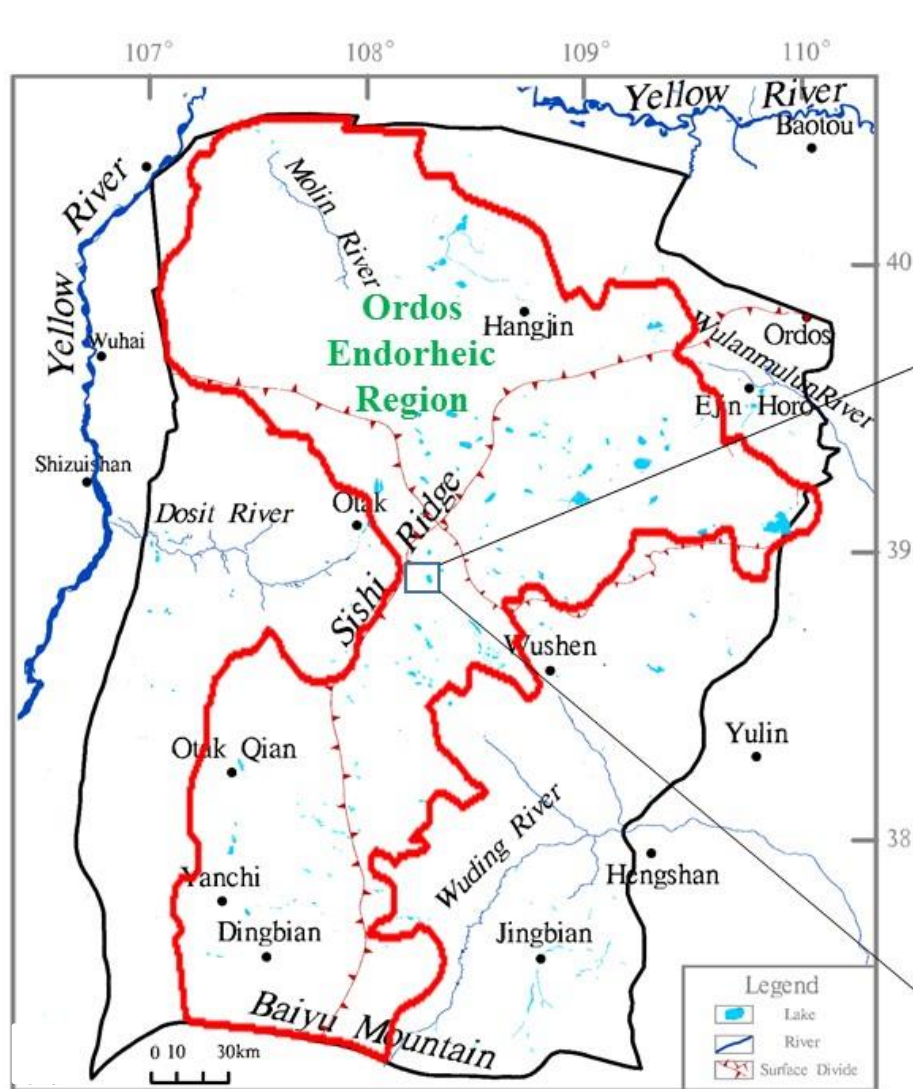 107° 108° 109° 110°
Yellow River
Baotou
Molin River
Yellow River
40
Ordos
Endorheic
Region
Hangjin
Ordos
Wuhai
Wulanmulun River
Ejin Horo
Shizuishan
Otak
Dosit River
Sishi Ridge
39
Wushen
Yulin
Otak Qian
Wuding River
38
Yanchi
Hengshan
Dingbian
Jingbian
Baiyu Mountain
Legend
Lake
River
Surface Divide
0 10 30km